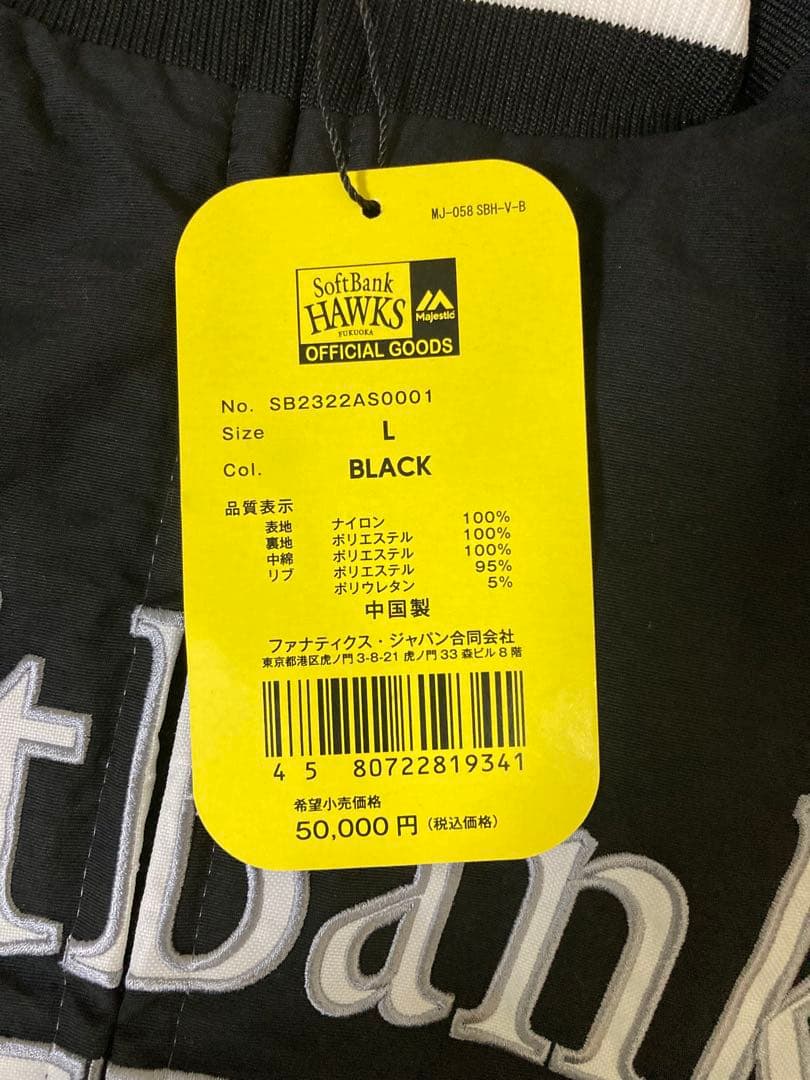 MJ-058 SBH-V-B
SoftBank
HAWKS
FUKUOKA
Majestic
OFFICIAL GOODS
No. SB2322AS0001
Size L
Col. BLACK
品質表示
表地 ナイロン 100%
裏地 ポリエステル 100%
中綿 ポリエステル 100%
リブ ポリエステル 95%
ポリウレタン 5%
中国製
ファナティクス・ジャパン合同会社
東京都港区虎ノ門 3-8-21 虎ノ門 33 森ビル 8 階
4 5 80722819341
希望小売価格
50,000 円 (税込価格)
tBank